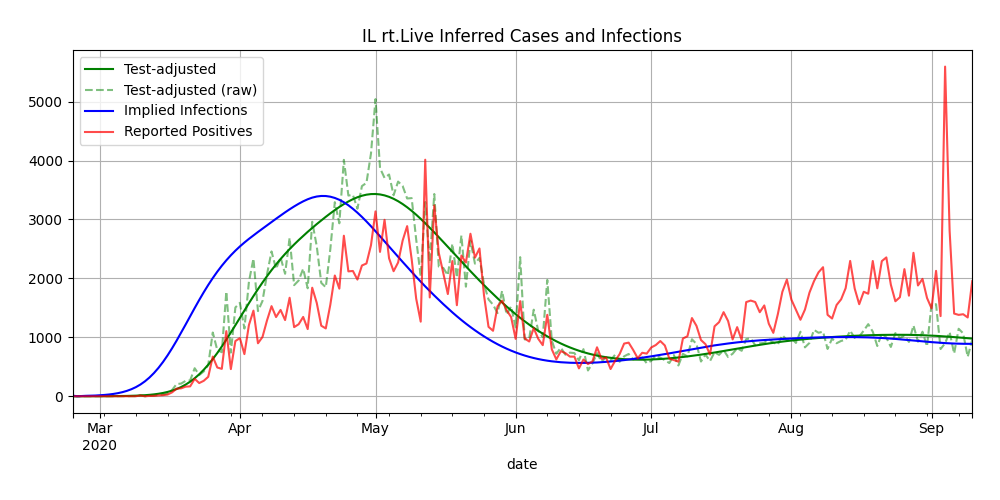 IL rt.Live Inferred Cases and Infections
Test-adjusted
Test-adjusted (raw)
Implied Infections
Reported Positives
5000
4000
3000
2000
1000
0
Mar Apr May Jun Jul Aug Sep
2020
date